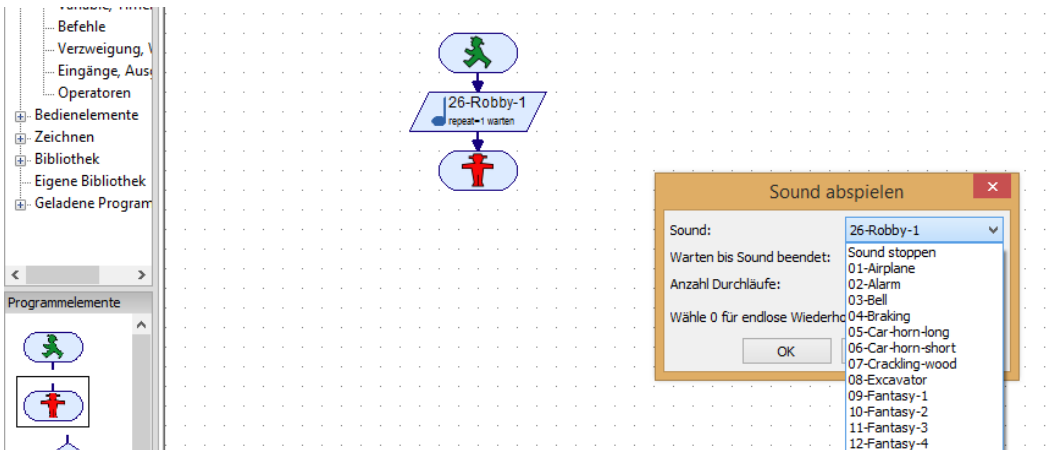 Befehle
Verzweigung,
Eingänge, Aus
Operatoren
Bedienelemente
Zeichnen
Bibliothek
Eigene Bibliothek
Geladene Program
Programmelemente
26-Robby-1
repeat=1 warten
Sound abspielen
Sound:
26-Robby-1
Warten bis Sound beendet:
Anzahl Durchläufe:
Wähle 0 für endlose Wiederho
OK
Sound stoppen
01-Airplane
02-Alarm
03-Bell
04-Braking
05-Car-horn-long
06-Car-horn-short
07-Crackling-wood
08-Excavator
09-Fantasy-1
10-Fantasy-2
11-Fantasy-3
12-Fantasy-4